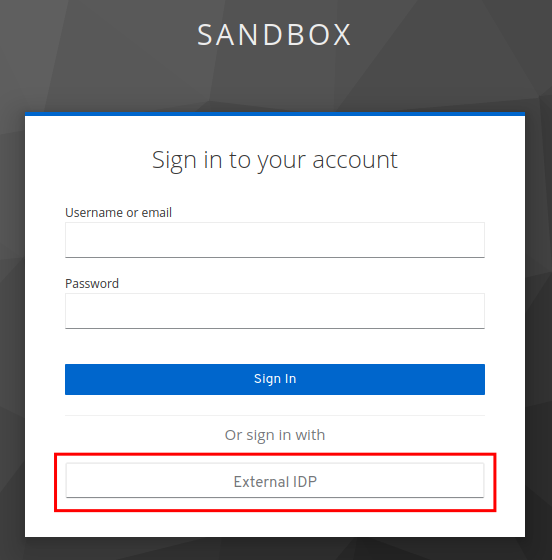 SANDBOX
Sign in to your account
Username or email
Password
Sign In
Or sign in with
External IDP